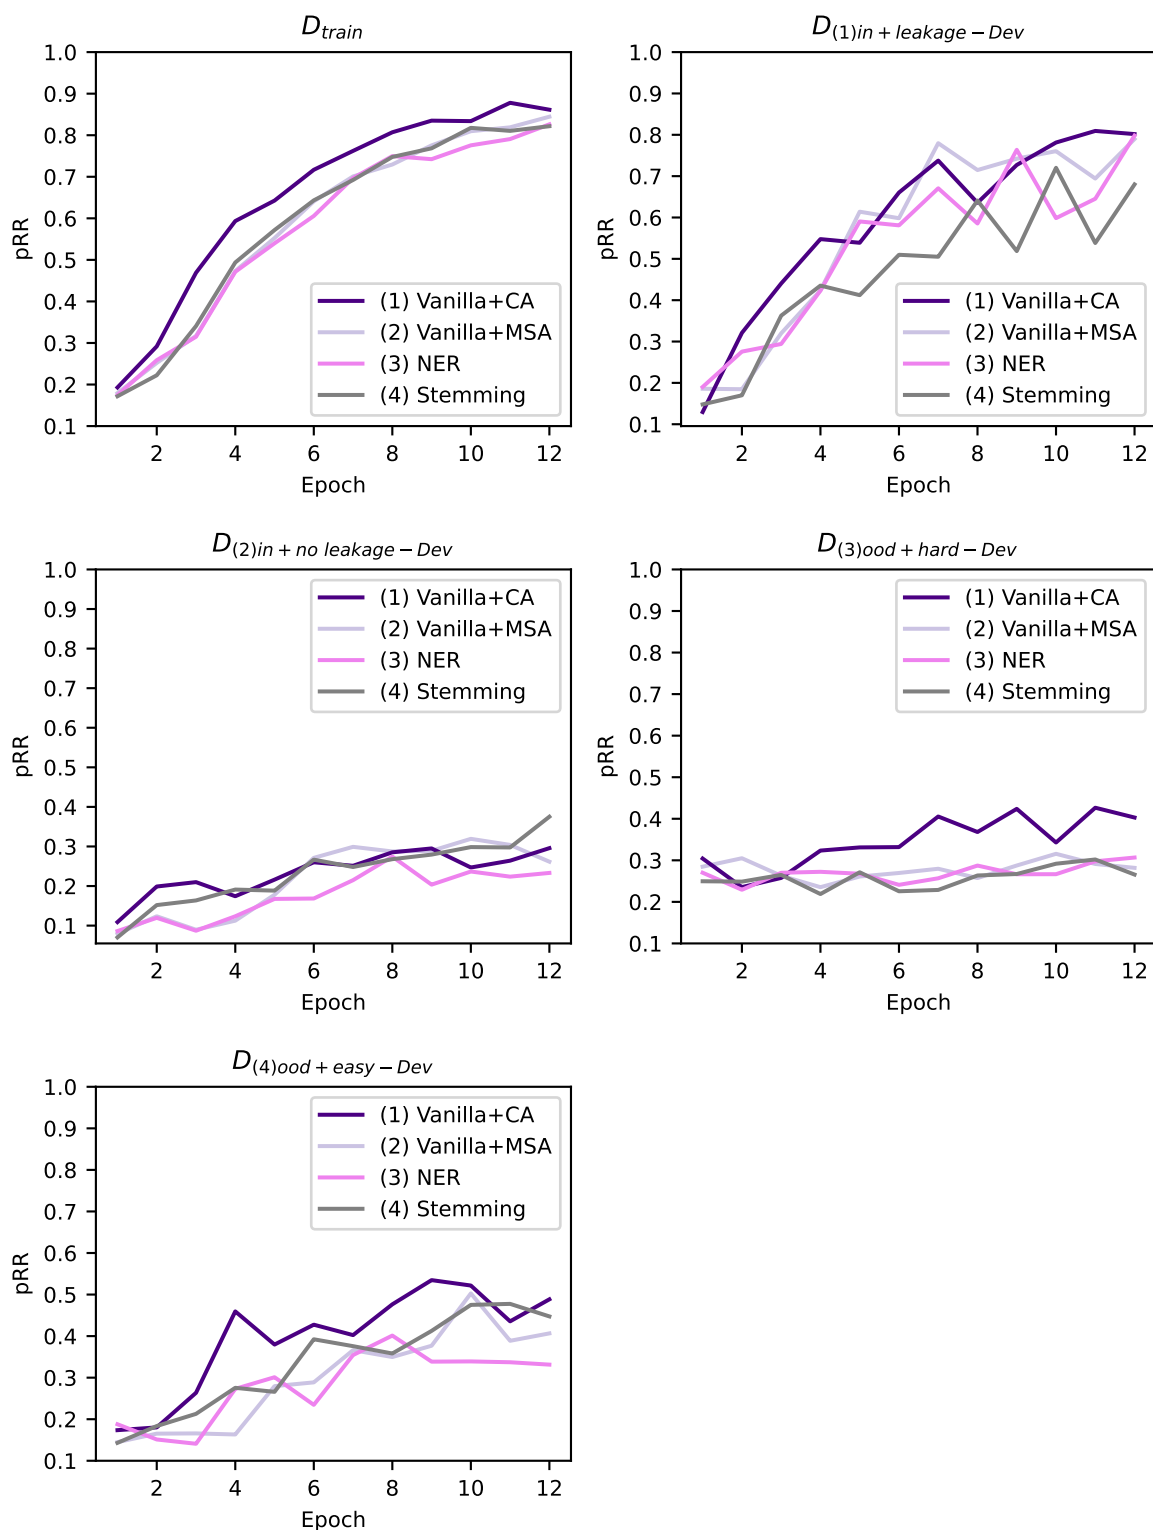 D_train
1.0
0.9
0.8
0.7
0.6
0.5
0.4
0.3
0.2
0.1
pRR
2 4 6 8 10 12
Epoch
(1) Vanilla+CA
(2) Vanilla+MSA
(3) NER
(4) Stemming
D_(1)in+leakage−Dev
1.0
0.9
0.8
0.7
0.6
0.5
0.4
0.3
0.2
0.1
pRR
2 4 6 8 10 12
Epoch
(1) Vanilla+CA
(2) Vanilla+MSA
(3) NER
(4) Stemming
D_(2)in+no leakage−Dev
1.0
0.9
0.8
0.7
0.6
0.5
0.4
0.3
0.2
0.1
pRR
2 4 6 8 10 12
Epoch
(1) Vanilla+CA
(2) Vanilla+MSA
(3) NER
(4) Stemming
D_(3)ood+hard−Dev
1.0
0.9
0.8
0.7
0.6
0.5
0.4
0.3
0.2
0.1
pRR
2 4 6 8 10 12
Epoch
(1) Vanilla+CA
(2) Vanilla+MSA
(3) NER
(4) Stemming
D_(4)ood+easy−Dev
1.0
0.9
0.8
0.7
0.6
0.5
0.4
0.3
0.2
0.1
pRR
2 4 6 8 10 12
Epoch
(1) Vanilla+CA
(2) Vanilla+MSA
(3) NER
(4) Stemming